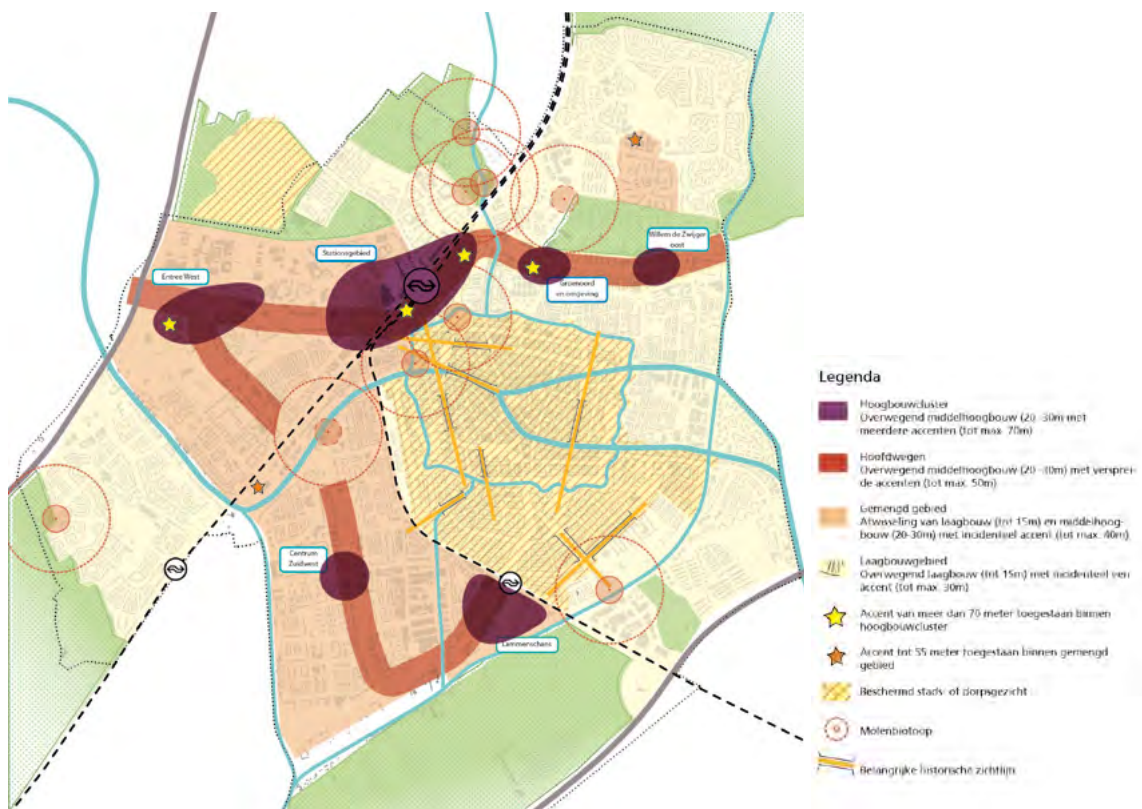 Stationsgebied
Willem de Zwijger
oost
Entree West
Groenoord
en omgeving
Centrum
Zuidwest
Lammenschans
Legenda
Hoogbouwcluster
Overwegend middelhoogbouw (20 -30m met
meerdere accenten (tot max. 70m)
Hoofdwegen
Overwegend middelhoogbouw (20 -30m) met versprei-
de accenten (tot max. 50m)
Gemengd gebied
Afwisseling van laagbouw (tot 15m) en middelhoog-
bouw (20-30m) met incidenteel accent (tot max. 40m)
Laagbouwgebied
Overwegend laagbouw (tot 15m) met incidenteel een
accent (tot max. 30m)
Accent van meer dan 70 meter toegestaan binnen
hoogbouwcluster
Accent tot 55 meter toegestaan binnen gemengd
gebied
Beschermd stads- of dorpsgezicht
Molenbiotoop
Belangrijke historische zichtlijn